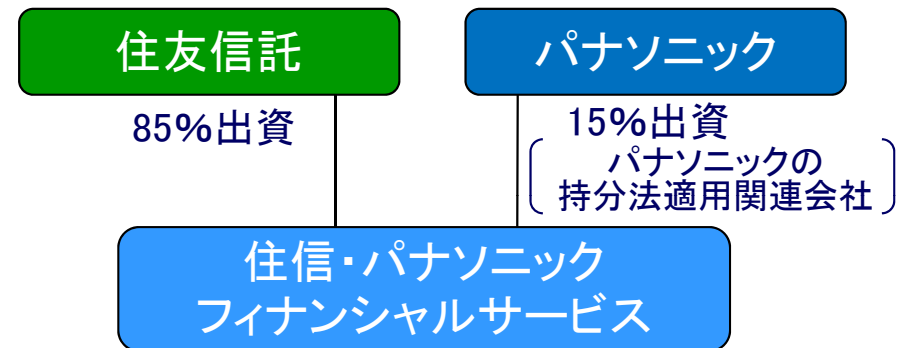 住友信託
パナソニック
85%出資
15%出資
パナソニックの
持分法適用関連会社
住信・パナソニック
フィナンシャルサービス